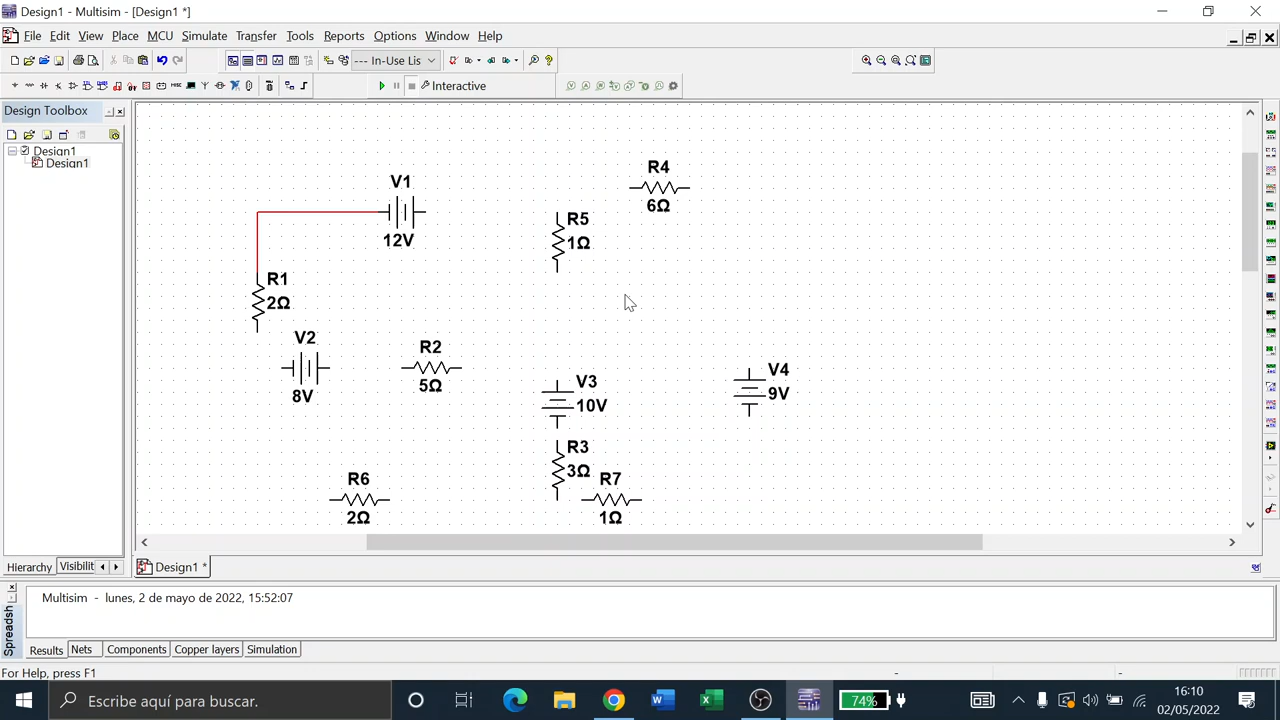 Design1 - Multisim - [Design1 *]
File Edit View Place MCU Simulate Transfer Tools Reports Options Window Help
--- In-Use Lis
Interactive
Design Toolbox
Design1
Design1
V1
12V
R4
6Ω
R5
1Ω
R1
2Ω
V2
8V
R2
5Ω
V3
10V
V4
9V
R3
3Ω
R6
2Ω
R7
1Ω
Hierarchy Visibilit
Design1 *
Multisim - lunes, 2 de mayo de 2022, 15:52:07
Spreadsh
Results Nets Components Copper layers Simulation
For Help, press F1
Escribe aquí para buscar.
74%
16:10
02/05/2022